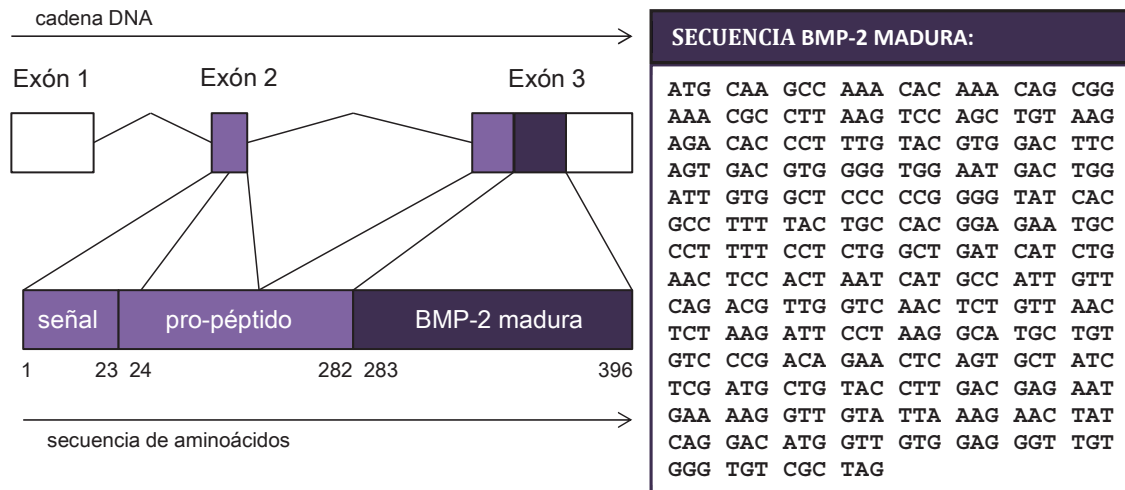 cadena DNA
Exón 1
Exón 2
Exón 3
señal
pro-péptido
BMP-2 madura
1
23
24
282
283
396
secuencia de aminoácidos
SECUENCIA BMP-2 MADURA:
ATG CAA GCC AAA CAC AAA CAG CGG
AAA CGC CTT AAG TCC AGC TGT AAG
AGA CAC CCT TTG TAC GTG GAC TTC
AGT GAC GTG GGG TGG AAT GAC TGG
ATT GTG GCT CCC CCG GGG TAT CAC
GCC TTT TAC TGC CAC GGA GAA TGC
CCT TTT CCT CTG GCT GAT CAT CTG
AAC TCC ACT AAT CAT GCC ATT GTT
CAG ACG TTG GTC AAC TCT GTT AAC
TCT AAG ATT CCT AAG GCA TGC TGT
GTC CCG ACA GAA CTC AGT GCT ATC
TCG ATG CTG TAC CTT GAC GAG AAT
GAA AAG GTT GTA TTA AAG AAC TAT
CAG GAC ATG GTT GTG GAG GGT TGT
GGG TGT CGC TAG